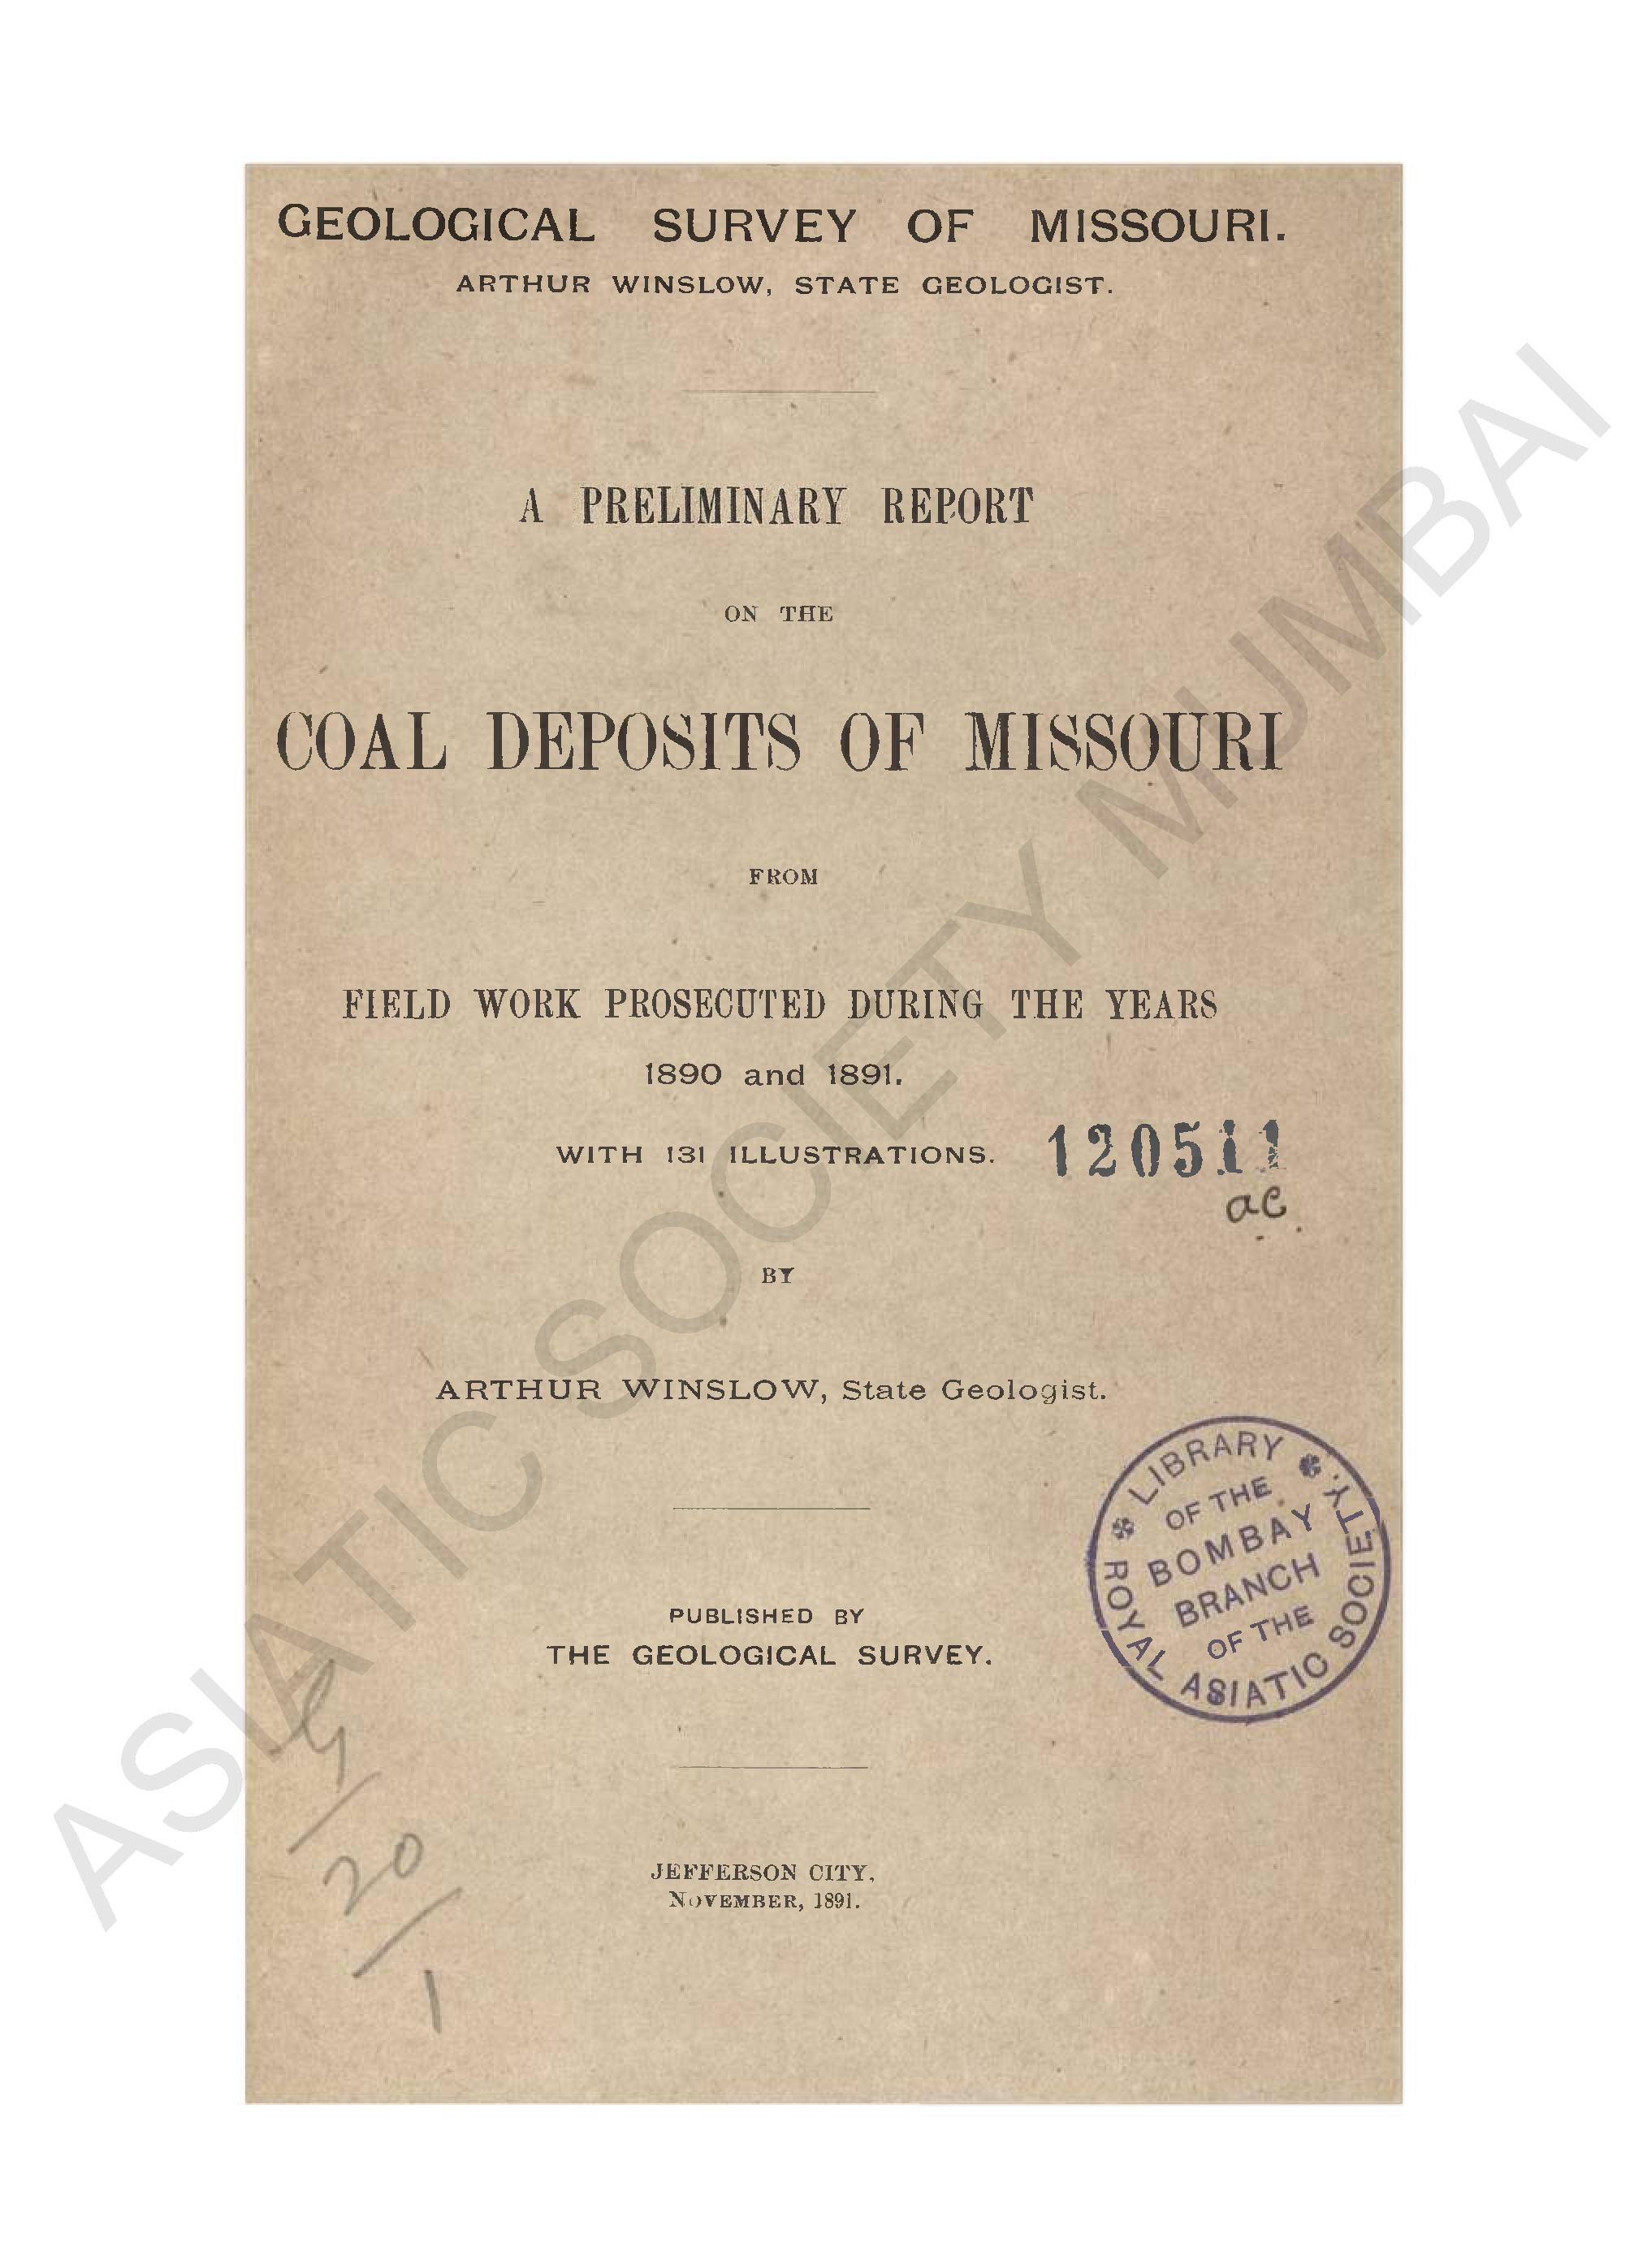 GEOLOGICAL SURVEY OF MISSOURI.
ARTHUR WINSLOW, STATE GEOLOGIST.
A PRELIMINARY REPORT
ON THE
COAL DEPOSITS OF MISSOURI
FROM
FIELD WORK PROSECUTED DURING THE YEARS
1890 and 1891.
WITH 131 ILLUSTRATIONS.
120511
ac
BY
ARTHUR WINSLOW, State Geologist.
LIBRARY
OF THE
BOMBAY
BRANCH
OF THE
ROYAL ASIATIC SOCIETY.
PUBLISHED BY
THE GEOLOGICAL SURVEY.
20
1
JEFFERSON CITY,
NOVEMBER, 1891.
ASIATIC SOCIETY MUMBAI